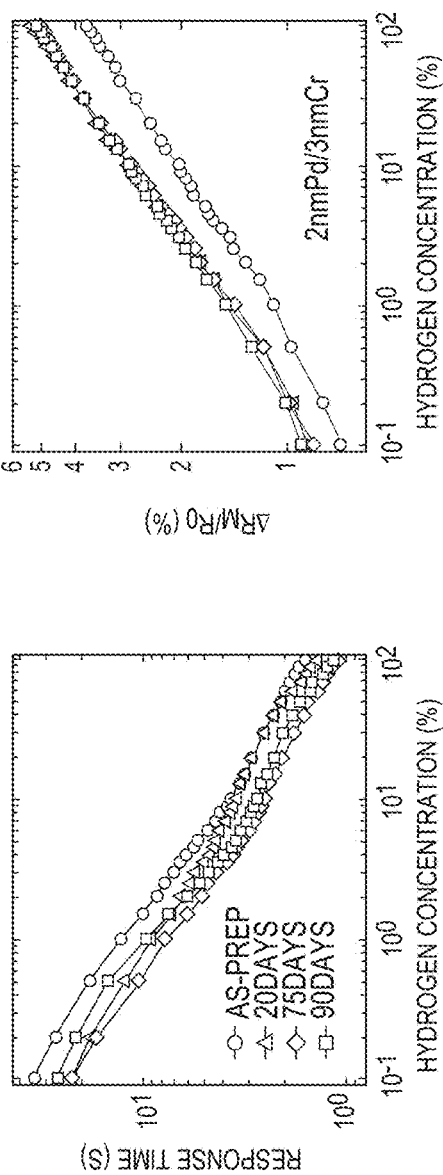 RESPONSE TIME (S)
10¹
10⁰
AS-PREP
20DAYS
75DAYS
90DAYS
10⁻¹
10⁰
10¹
10²
HYDROGEN CONCENTRATION (%)
ΔRM/R0 (%)
6
5
4
3
2
1
2nmPd/3nmCr
10⁻¹
10⁰
10¹
10²
HYDROGEN CONCENTRATION (%)